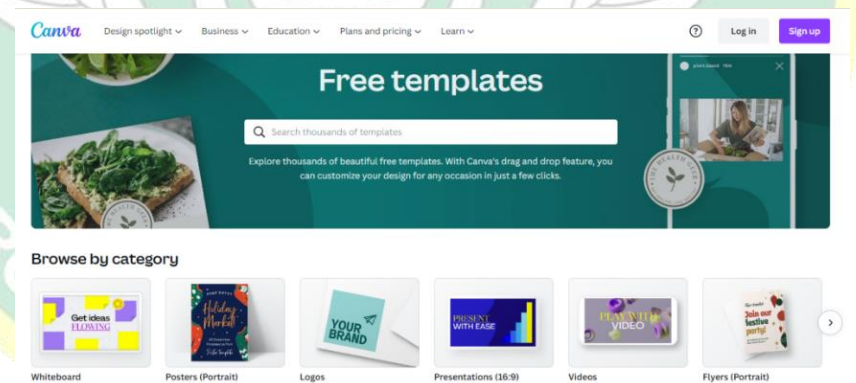 Canva
Design spotlight
Business
Education
Plans and pricing
Learn
?
Log in
Sign up
Free templates
Search thousands of templates
Explore thousands of beautiful free templates. With Canva's drag and drop feature, you
can customize your design for any occasion in just a few clicks.
THE HEALTH GEEK
Browse by category
Get ideas
FLOWING
Holiday
Market
YOUR
BRAND
PRESENT
WITH EASE
PLAY WITH
VIDEO
Join our
festive
party!
Whiteboard
Posters (Portrait)
Logos
Presentations (16:9)
Videos
Flyers (Portrait)